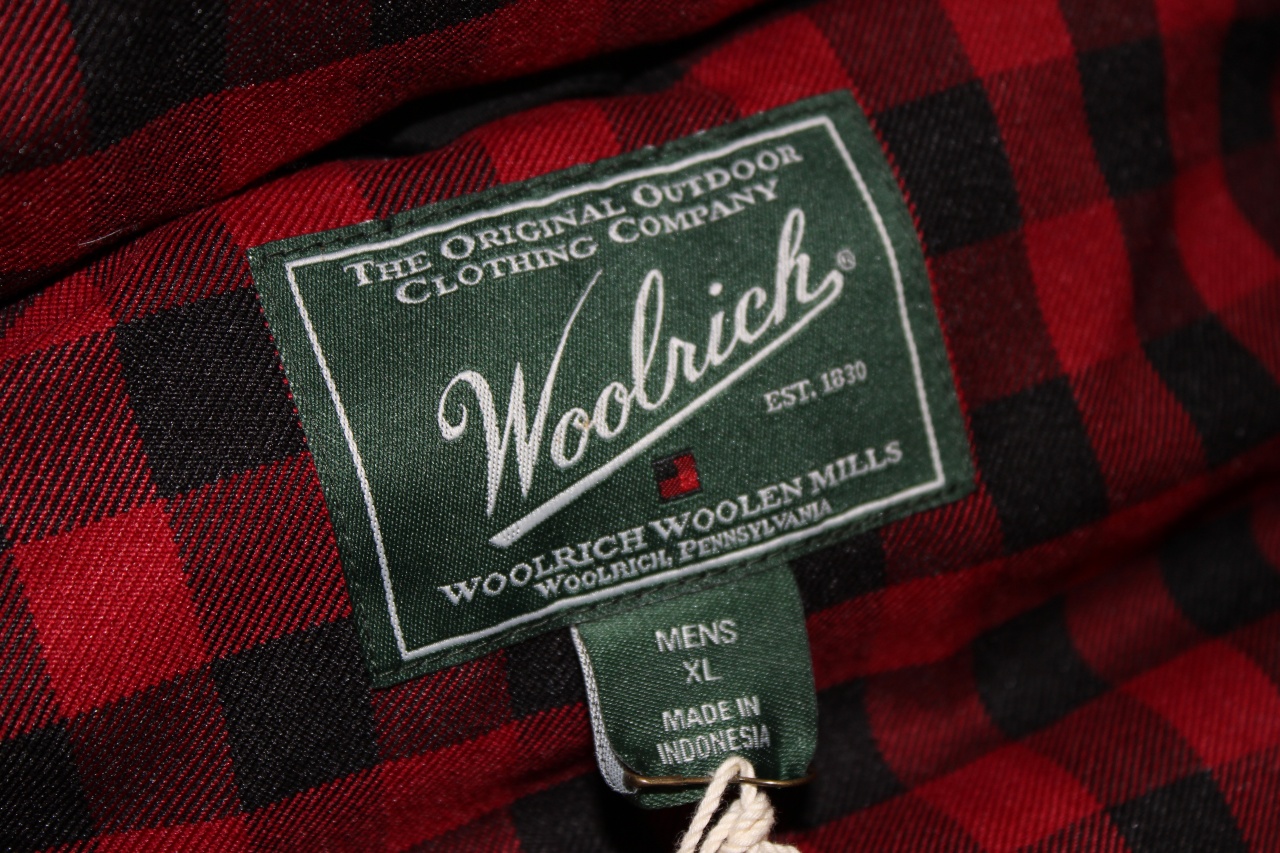 The Original Outdoor
Clothing Company
Woolrich®
EST. 1830
WOOLRICH WOOLEN MILLS
WOOLRICH, PENNSYLVANIA
MENS
XL
MADE IN
INDONESIA